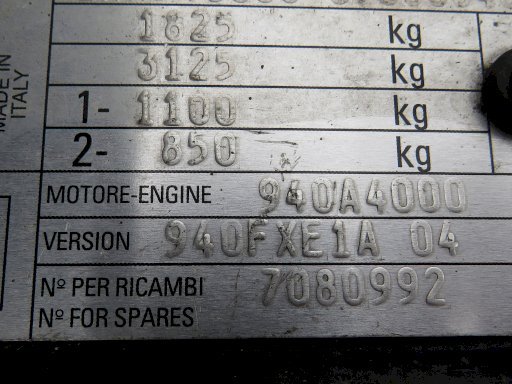 MADE IN
ITALY
1825 kg
3125 kg
1- 1100 kg
2- 850 kg
MOTORE-ENGINE 940A4000
VERSION 940FXE1A 04
Nº PER RICAMBI 7080992
Nº FOR SPARES